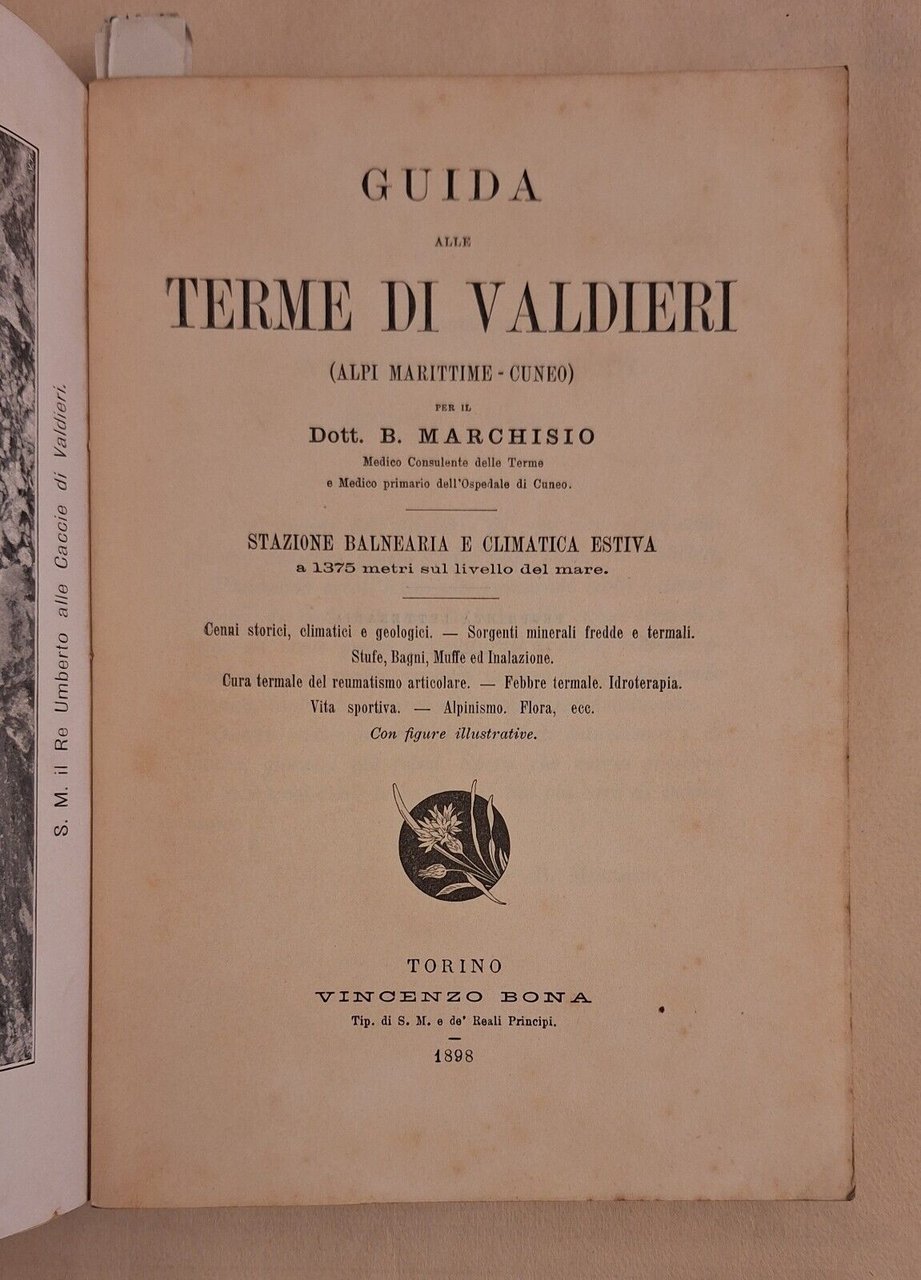 S. M. il Re Umberto alle Caccie di Valdieri.
GUIDA
ALLE
TERME DI VALDIERI
(ALPI MARITTIME - CUNEO)
PER IL
Dott. B. MARCHISIO
Medico Consulente delle Terme
e Medico primario dell'Ospedale di Cuneo.
STAZIONE BALNEARIA E CLIMATICA ESTIVA
a 1375 metri sul livello del mare.
Cenni storici, climatici e geologici. — Sorgenti minerali fredde e termali.
Stufe, Bagni, Muffe ed Inalazione.
Cura termale del reumatismo articolare. — Febbre termale. Idroterapia.
Vita sportiva. — Alpinismo. Flora, ecc.
Con figure illustrative.
TORINO
VINCENZO BONA
Tip. di S. M. e de' Reali Principi.
1898